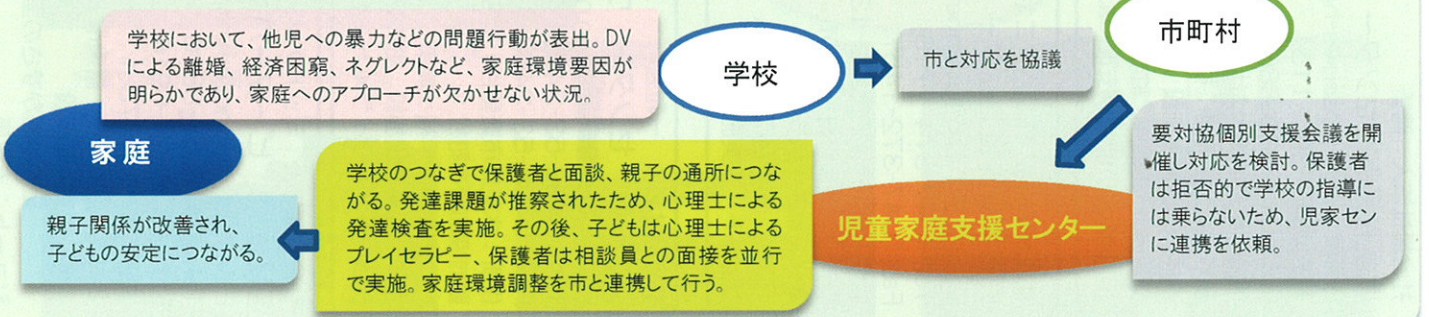 学校において、他児への暴力などの問題行動が表出。DV
による離婚、経済困窮、ネグレクトなど、家庭環境要因が
明らかであり、家庭へのアプローチが欠かせない状況。
学校
市と対応を協議
市町村
要対協個別支援会議を開
催し対応を検討。保護者
は拒否的で学校の指導に
は乗らないため、児家セン
に連携を依頼。
児童家庭支援センター
学校のつなぎで保護者と面談、親子の通所につな
がる。発達課題が推察されたため、心理士による
発達検査を実施。その後、子どもは心理士による
プレイセラピー、保護者は相談員との面接を並行
で実施。家庭環境調整を市と連携して行う。
家庭
親子関係が改善され、
子どもの安定につながる。